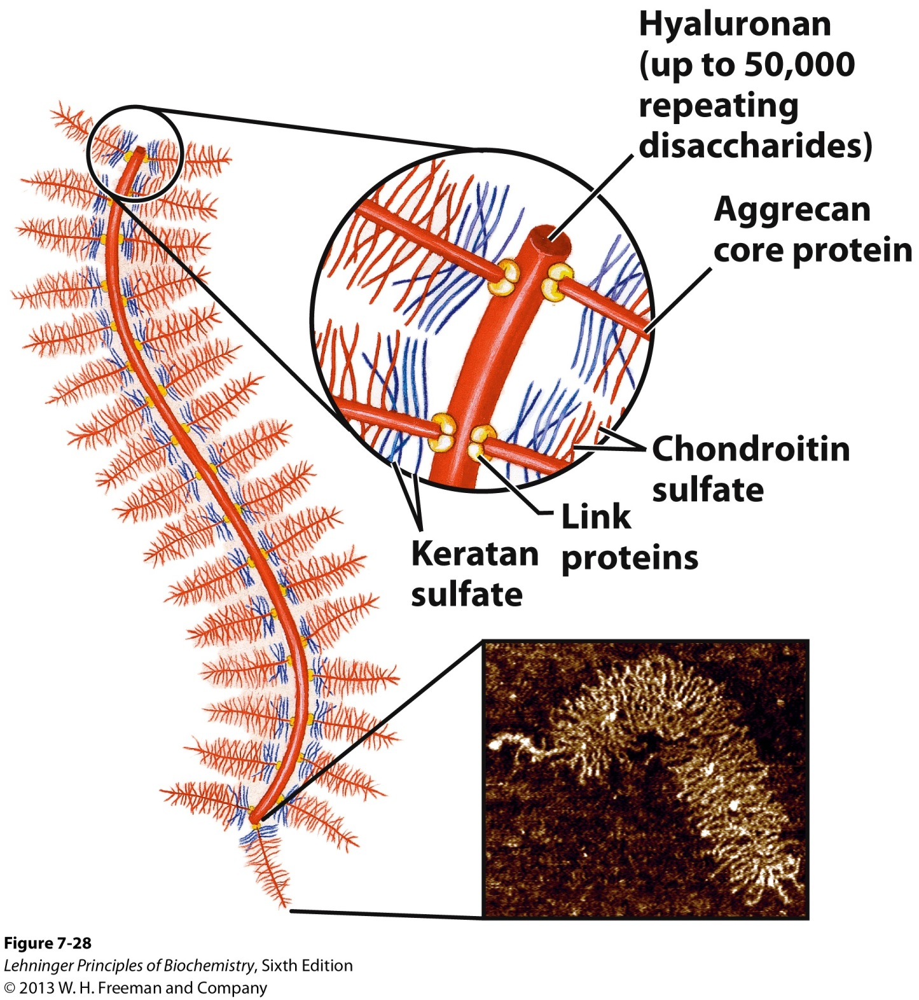 Hyaluronan
(up to 50,000
repeating
disaccharides)
Aggrecan
core protein
Chondroitin
sulfate
Link
proteins
Keratan
sulfate
Figure 7-28
Lehninger Principles of Biochemistry, Sixth Edition
© 2013 W. H. Freeman and Company